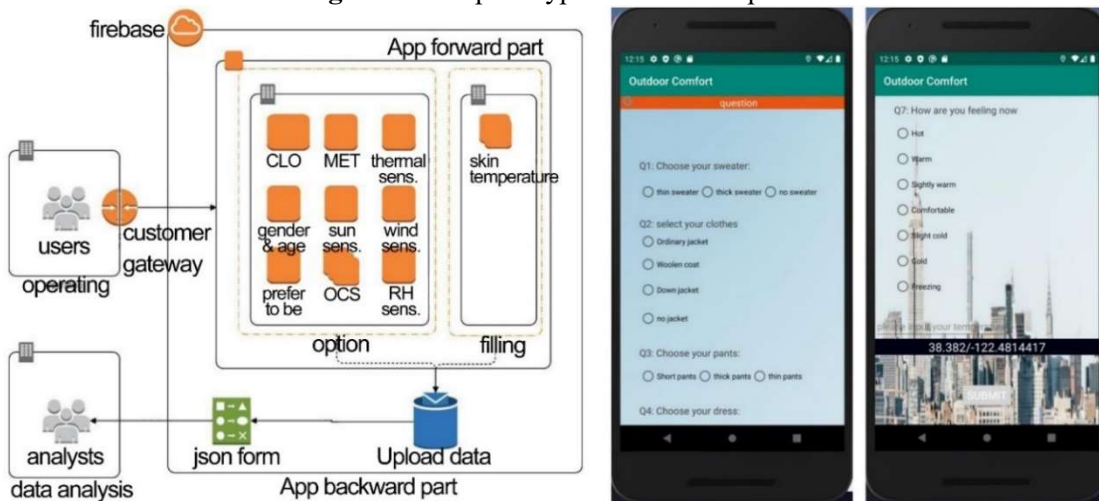 firebase
App forward part
CLO
MET
thermal
sens.
skin
temperature
gender
& age
sun
sens.
wind
sens.
prefer
to be
OCS
RH
sens.
option
filling
users
operating
customer
gateway
analysts
data analysis
json form
Upload data
App backward part
12:15
Outdoor Comfort
question
Q1: Choose your sweater:
thin sweater thick sweater no sweater
Q2: select your clothes
Ordinary jacket
Woolen coat
Down jacket
no jacket
Q3: Choose your pants:
Short pants thick pants thin pants
Q4: Choose your dress:
12:15
Outdoor Comfort
Q7: How are you feeling now
Hot
Warm
Sightly warm
Comfortable
Slight cold
Cold
Freezing
please input your temperature
38.382/-122.4814417
SUBMIT